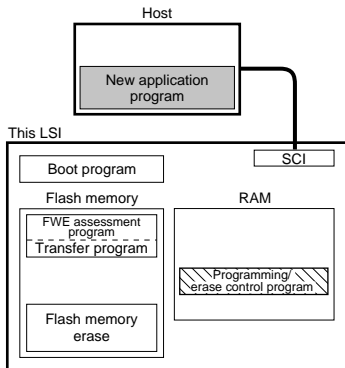 Host
New application
program
This LSI
SCI
Boot program
Flash memory
RAM
FWE assessment
program
Transfer program
Programming/
erase control program
Flash memory
erase